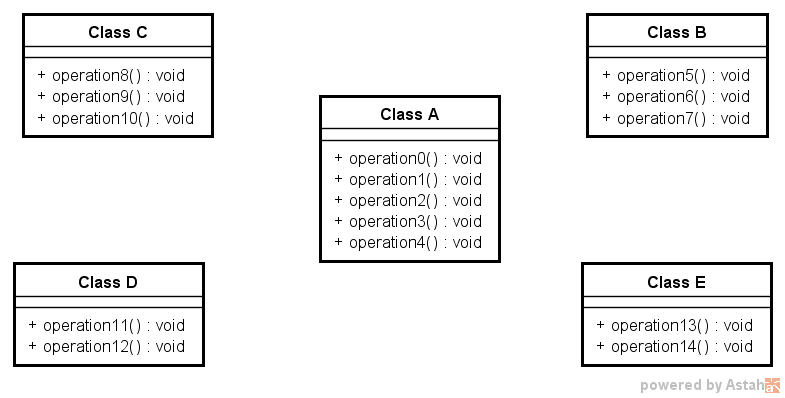 Class C
+ operation8() : void
+ operation9() : void
+ operation10() : void
Class B
+ operation5() : void
+ operation6() : void
+ operation7() : void
Class A
+ operation0() : void
+ operation1() : void
+ operation2() : void
+ operation3() : void
+ operation4() : void
Class D
+ operation11() : void
+ operation12() : void
Class E
+ operation13() : void
+ operation14() : void
powered by Astah